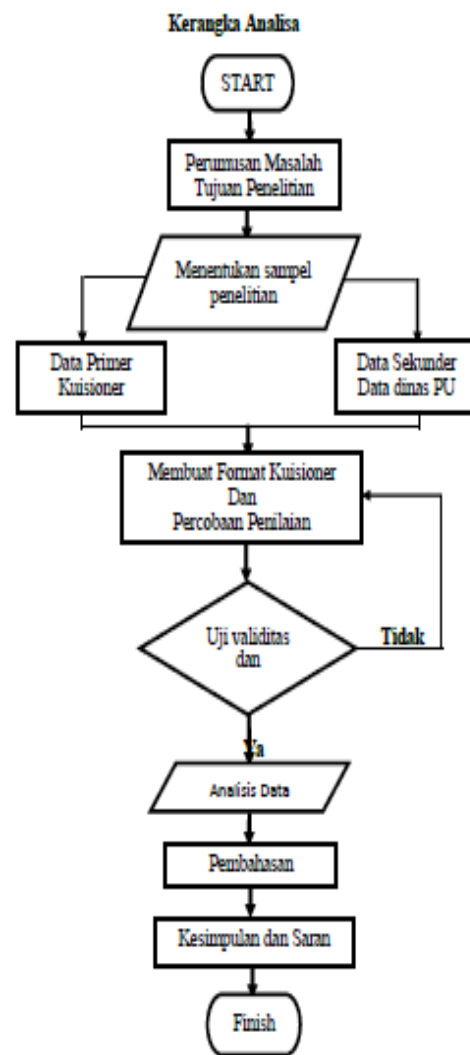 Kerangka Analisa
START
Perumusan Masalah
Tujuan Penelitian
Menentukan sampel
penelitian
Data Primer
Kuisioner
Data Sekunder
Data dinas PU
Membuat Format Kuisioner
Dan
Percobaan Penilaian
Uji validitas
dan
Tidak
Ya
Analisis Data
Pembahasan
Kesimpulan dan Saran
Finish